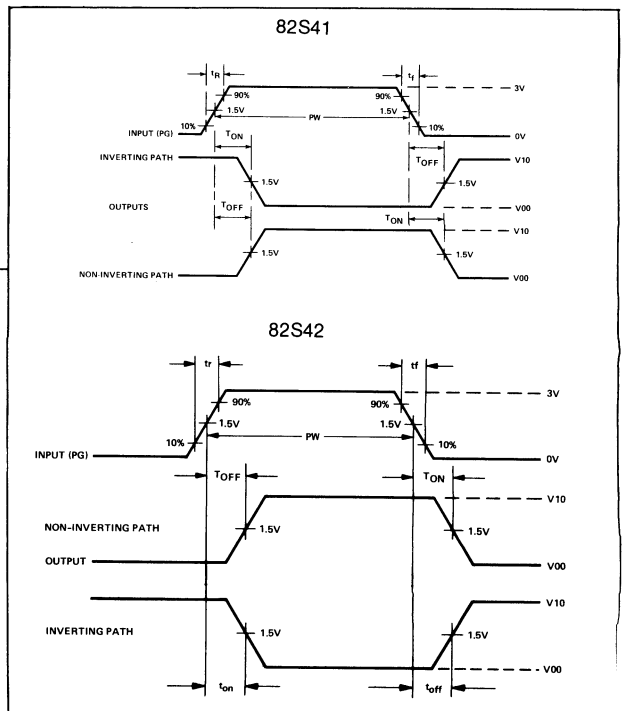 82S41
tR
tf
90%
90%
3V
1.5V
PW
1.5V
10%
10%
INPUT (PG)
0V
TON
TOFF
INVERTING PATH
V10
1.5V
1.5V
OUTPUTS
TOFF
TON
V00
V10
1.5V
1.5V
NON-INVERTING PATH
V00
82S42
tr
tf
3V
90%
90%
1.5V
1.5V
PW
10%
10%
INPUT (PG)
0V
TOFF
TON
V10
NON-INVERTING PATH
1.5V
1.5V
OUTPUT
V00
V10
INVERTING PATH
1.5V
1.5V
V00
ton
toff